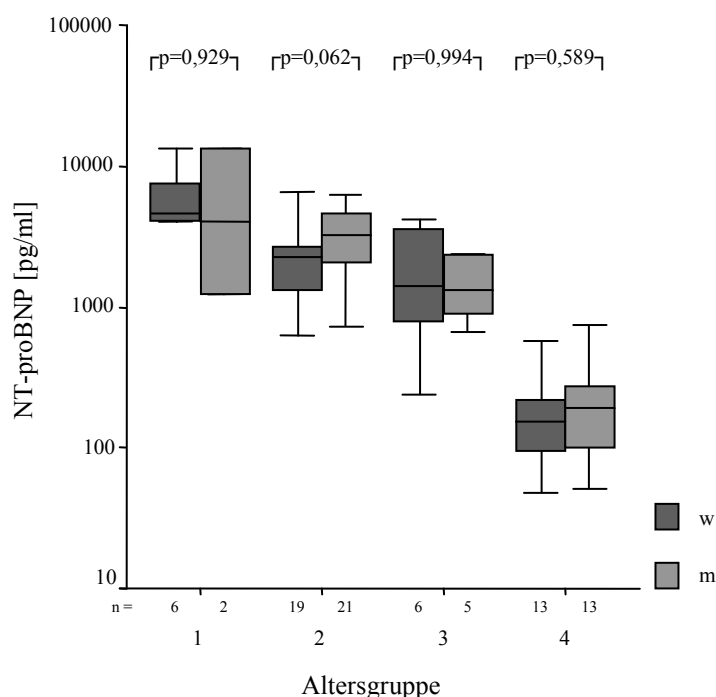 100000
p=0,929 p=0,062 p=0,994 p=0,589
10000
NT-proBNP [pg/ml]
1000
100
w
m
10
n = 6 2 19 21 6 5 13 13
1 2 3 4
Altersgruppe